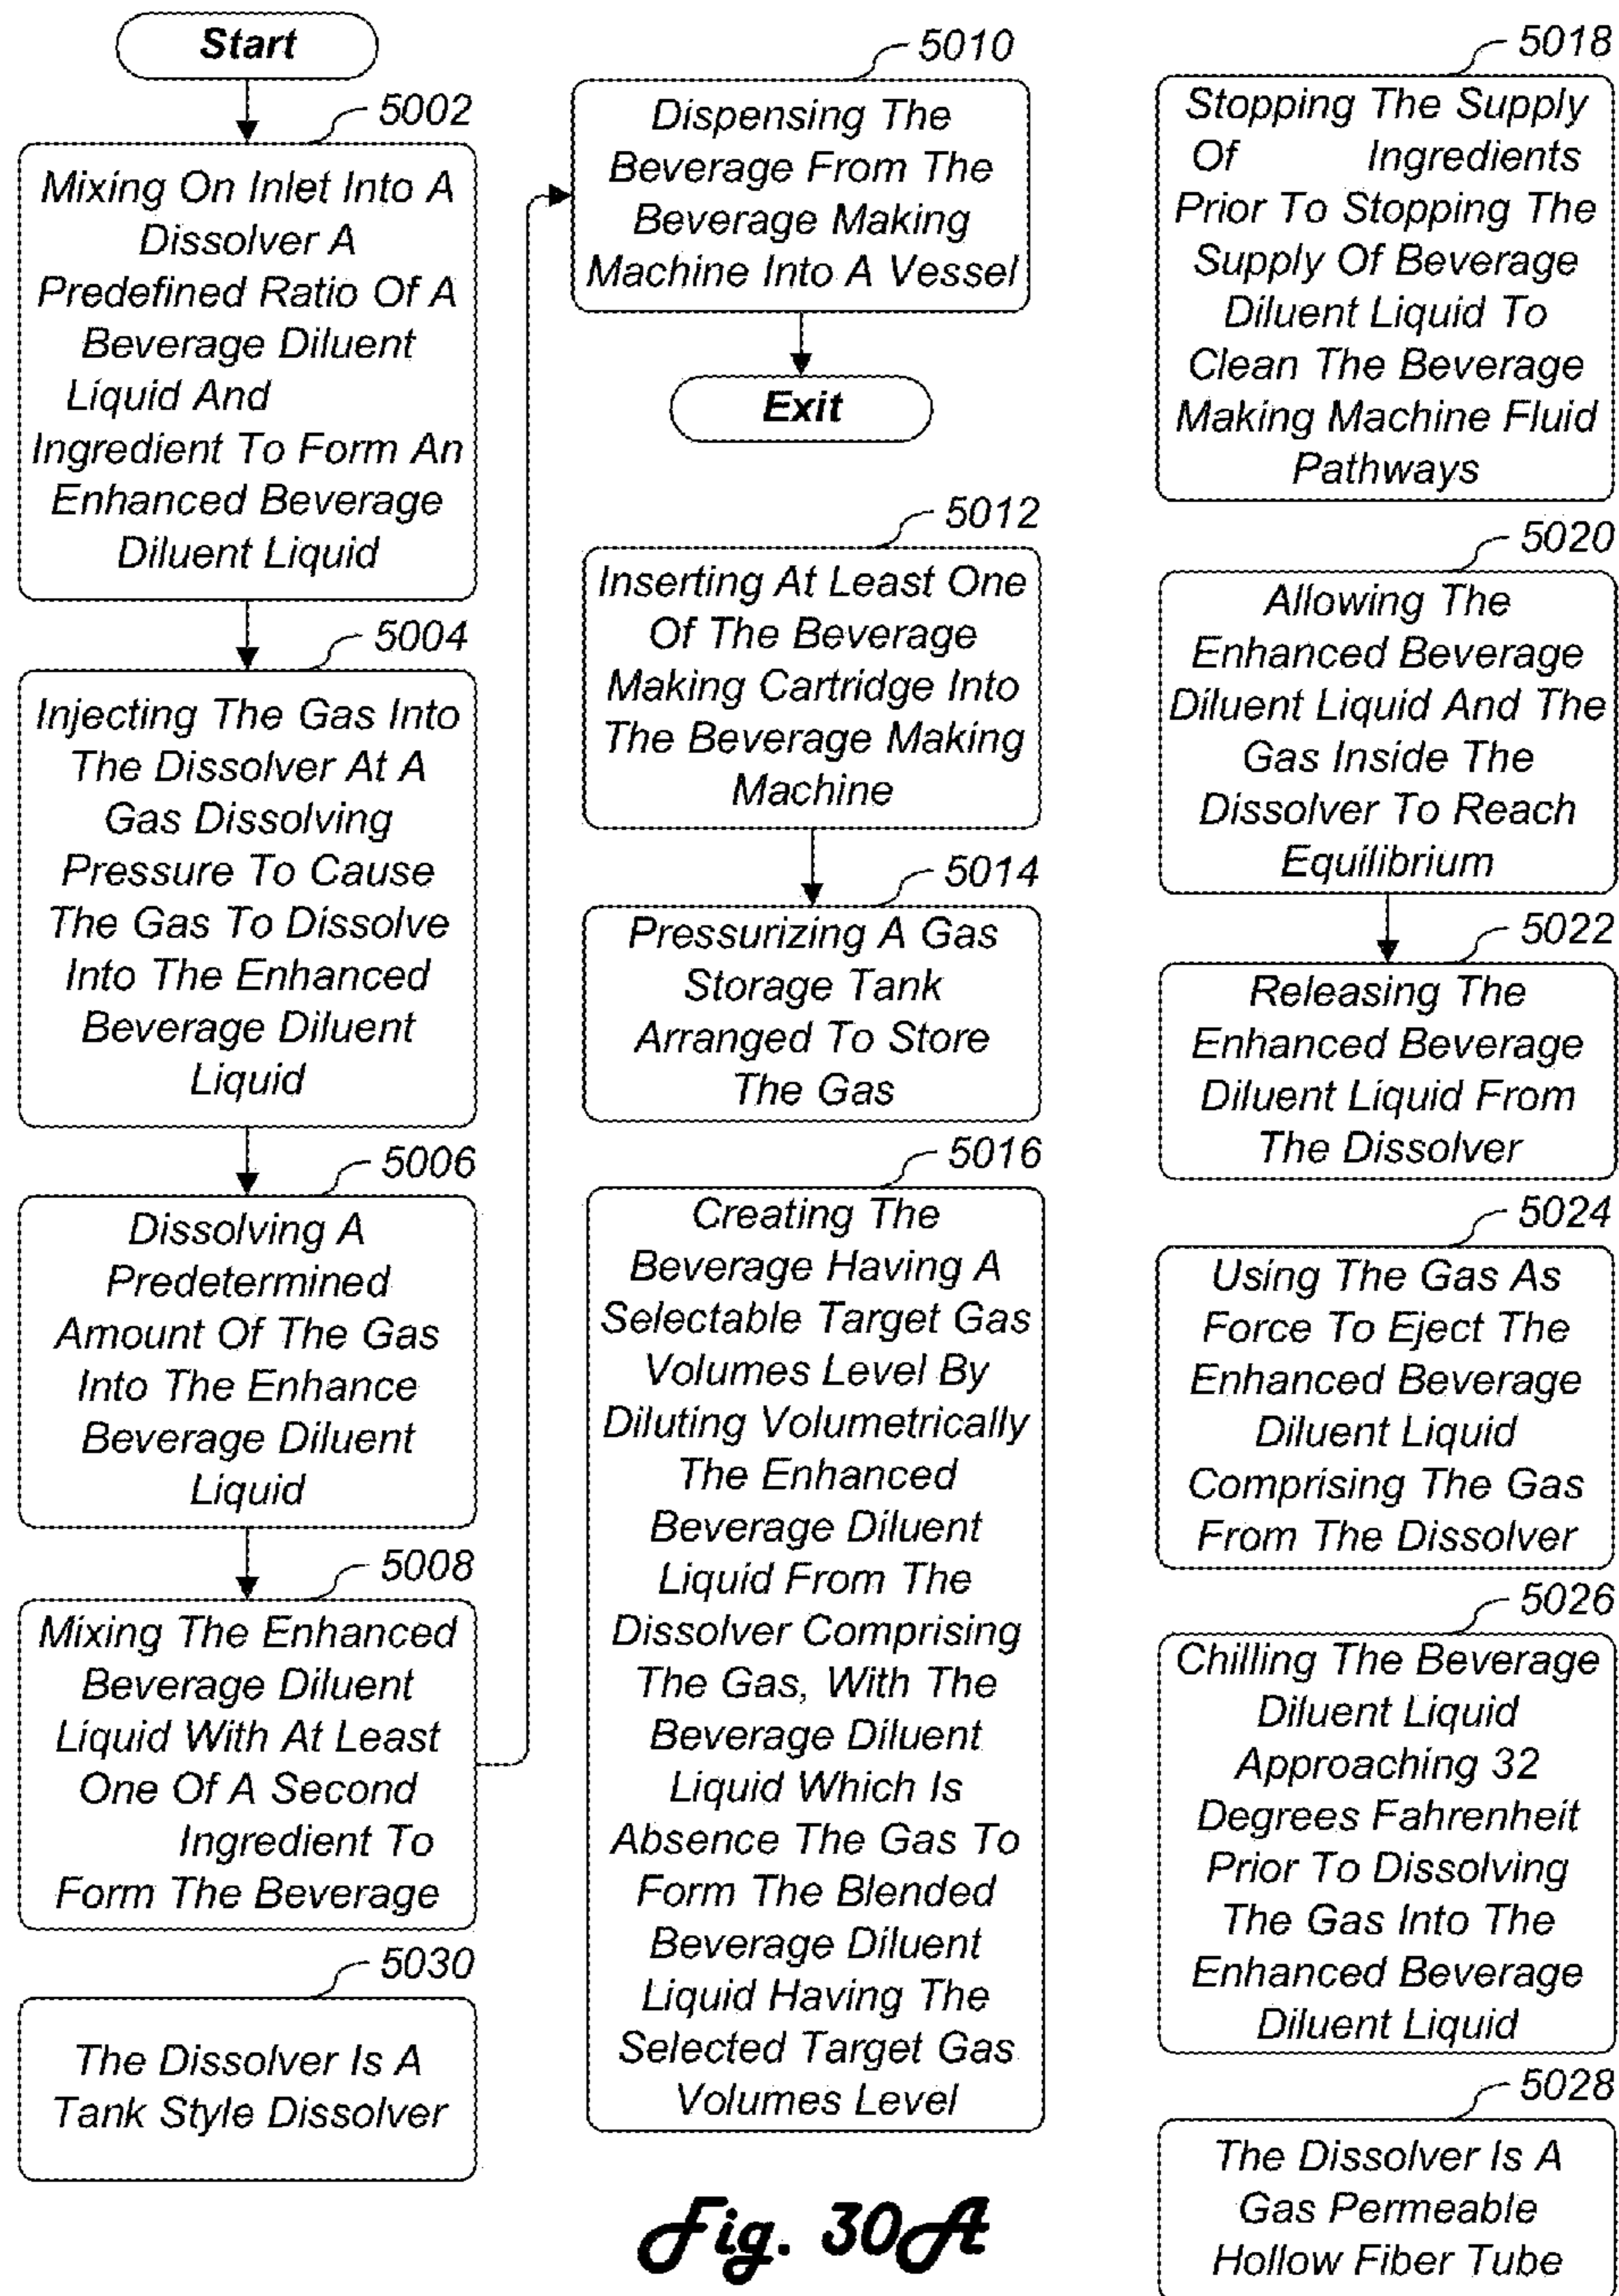 Start
5002
Mixing On Inlet Into A
Dissolver A
Predefined Ratio Of A
Beverage Diluent
Liquid And
Ingredient To Form An
Enhanced Beverage
Diluent Liquid
5004
Injecting The Gas Into
The Dissolver At A
Gas Dissolving
Pressure To Cause
The Gas To Dissolve
Into The Enhanced
Beverage Diluent
Liquid
5006
Dissolving A
Predetermined
Amount Of The Gas
Into The Enhance
Beverage Diluent
Liquid
5008
Mixing The Enhanced
Beverage Diluent
Liquid With At Least
One Of A Second
Ingredient To
Form The Beverage
5030
The Dissolver Is A
Tank Style Dissolver
5010
Dispensing The
Beverage From The
Beverage Making
Machine Into A Vessel
Exit
5012
Inserting At Least One
Of The Beverage
Making Cartridge Into
The Beverage Making
Machine
5014
Pressurizing A Gas
Storage Tank
Arranged To Store
The Gas
5016
Creating The
Beverage Having A
Selectable Target Gas
Volumes Level By
Diluting Volumetrically
The Enhanced
Beverage Diluent
Liquid From The
Dissolver Comprising
The Gas, With The
Beverage Diluent
Liquid Which Is
Absence The Gas To
Form The Blended
Beverage Diluent
Liquid Having The
Selected Target Gas
Volumes Level
5018
Stopping The Supply
Of Ingredients
Prior To Stopping The
Supply Of Beverage
Diluent Liquid To
Clean The Beverage
Making Machine Fluid
Pathways
5020
Allowing The
Enhanced Beverage
Diluent Liquid And The
Gas Inside The
Dissolver To Reach
Equilibrium
5022
Releasing The
Enhanced Beverage
Diluent Liquid From
The Dissolver
5024
Using The Gas As
Force To Eject The
Enhanced Beverage
Diluent Liquid
Comprising The Gas
From The Dissolver
5026
Chilling The Beverage
Diluent Liquid
Approaching 32
Degrees Fahrenheit
Prior To Dissolving
The Gas Into The
Enhanced Beverage
Diluent Liquid
5028
The Dissolver Is A
Gas Permeable
Hollow Fiber Tube
Fig. 30A